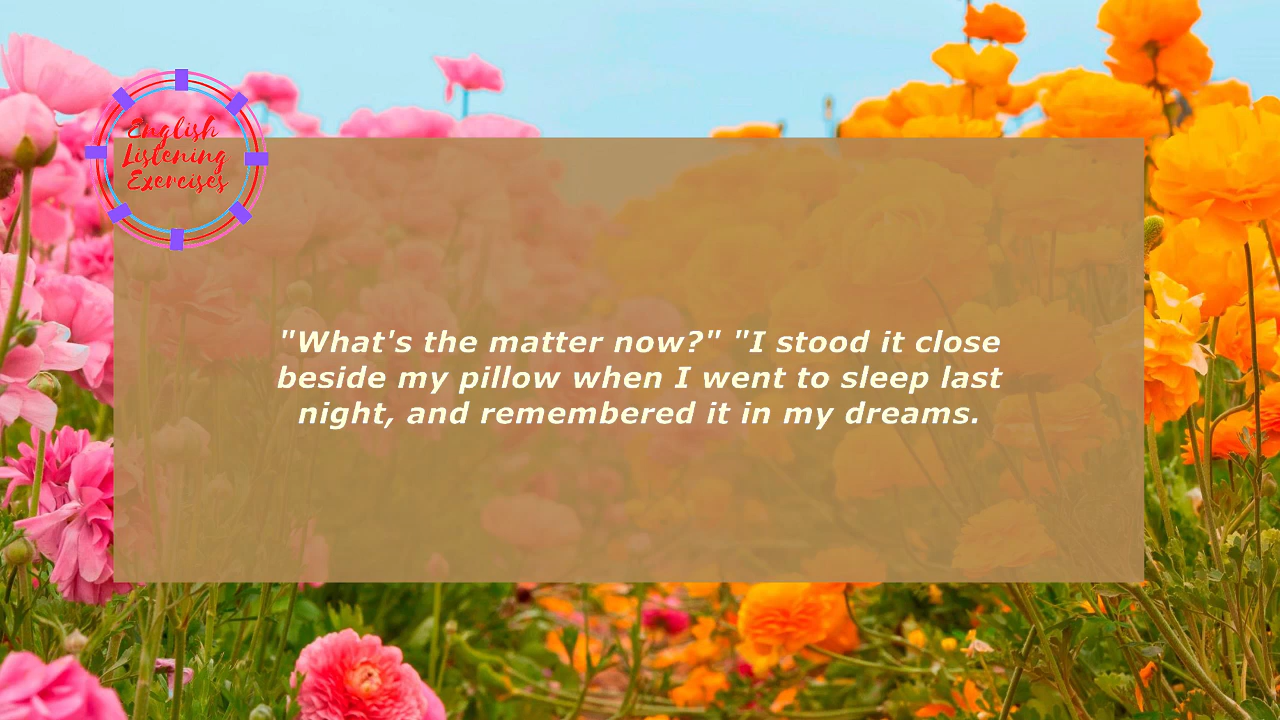 English
Listening
Exercises
"What's the matter now?" "I stood it close
beside my pillow when I went to sleep last
night, and remembered it in my dreams.